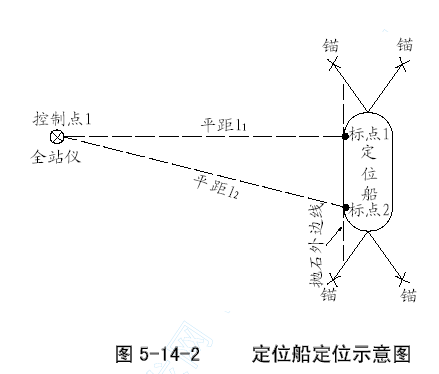 锚 锚
控制点1
平距l1
标点1
全站仪
定位船
平距l2
标点2
抛石外边线
锚 锚
图 5-14-2 定位船定位示意图